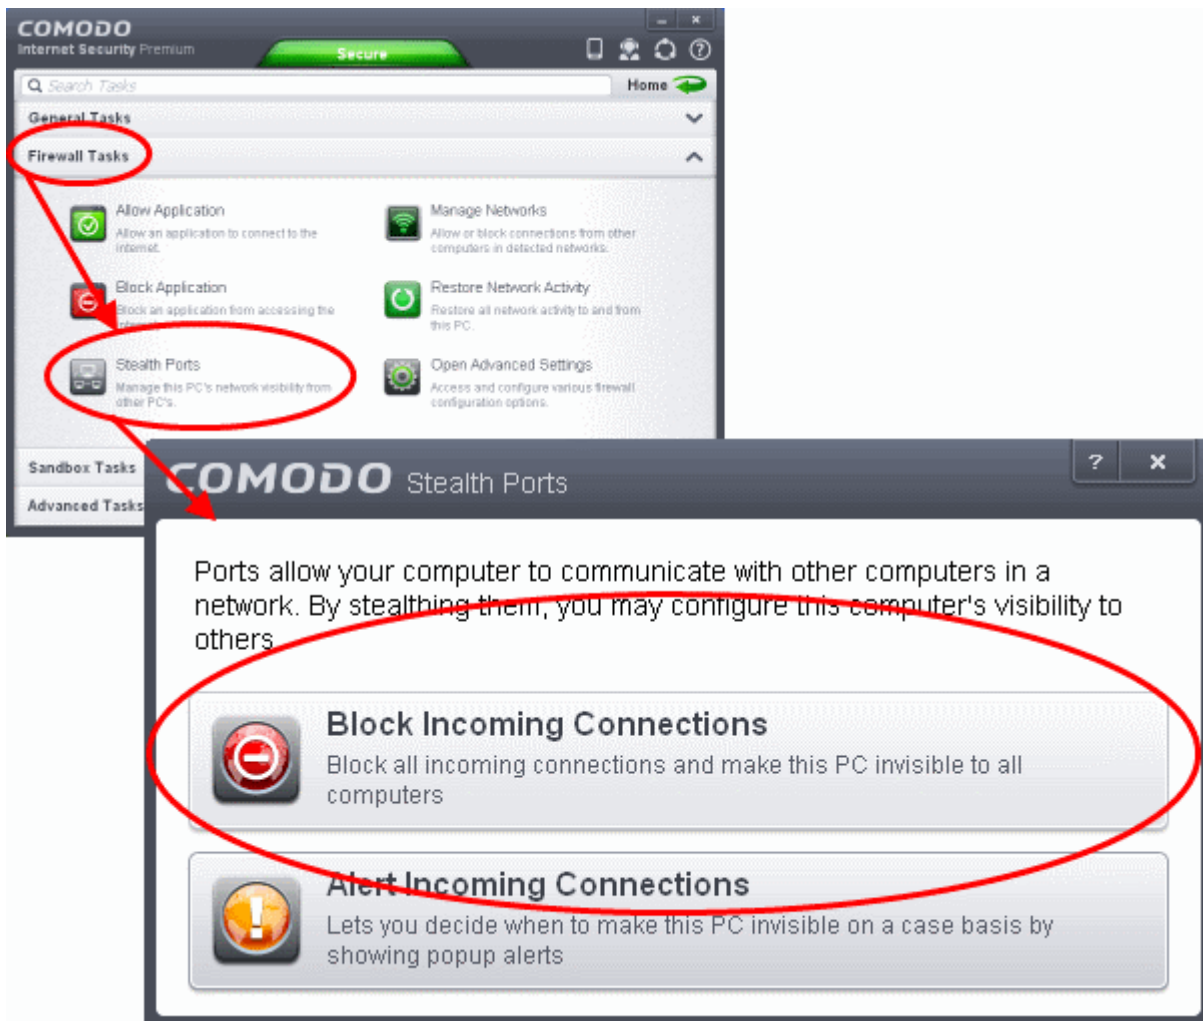 COMODO
Internet Security Premium
Secure
Search Tasks
Home
General Tasks
Firewall Tasks
Allow Application
Allow an application to connect to the
internet.
Manage Networks
Allow or block connections from other
computers in detected networks.
Block Application
Block an application from accessing the
Restore Network Activity
Restore all network activity to and from
this PC.
Stealth Ports
Manage this PC's network visibility from
other PC's.
Open Advanced Settings
Access and configure various firewall
configuration options.
Sandbox Tasks
Advanced Tasks
COMODO Stealth Ports
?
Ports allow your computer to communicate with other computers in a
network. By stealthing them, you may configure this computer's visibility to
others.
Block Incoming Connections
Block all incoming connections and make this PC invisible to all
computers
Alert Incoming Connections
Lets you decide when to make this PC invisible on a case basis by
showing popup alerts